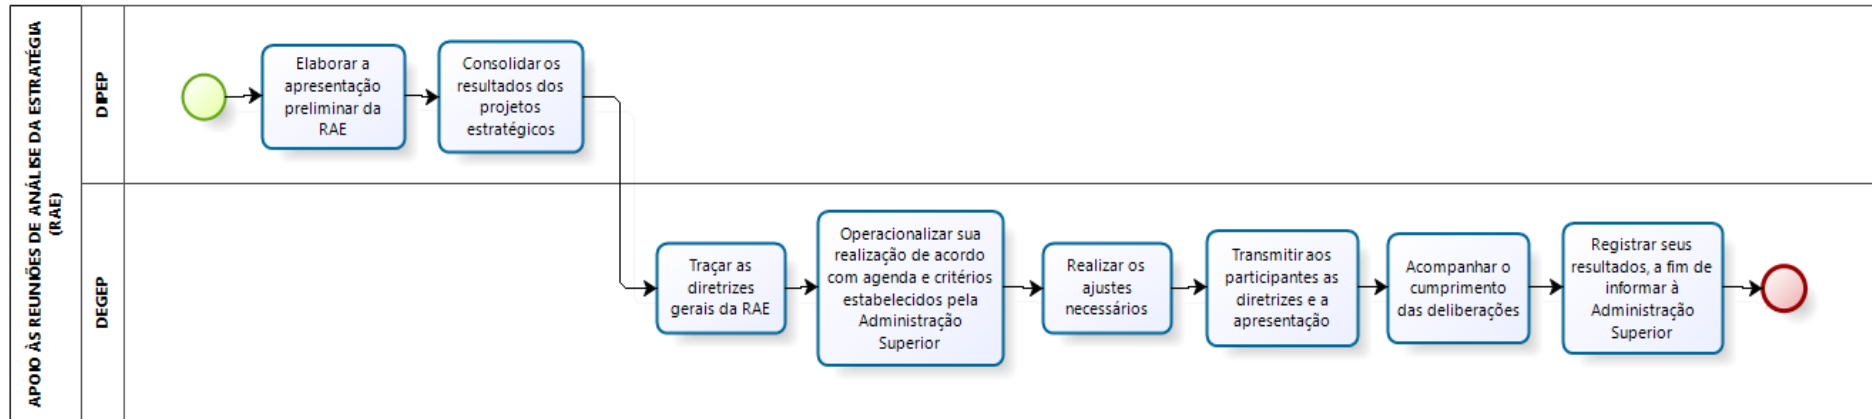 APOIO ÀS REUNIÕES DE ANÁLISE DA ESTRATÉGIA
(RAE)
DIPEP
Elaborar a
apresentação
preliminar da
RAE
Consolidar os
resultados dos
projetos
estratégicos
DEGEP
Traçar as
diretrizes
gerais da RAE
Operacionalizar sua
realização de acordo
com agenda e critérios
estabelecidos pela
Administração
Superior
Realizar os
ajustes
necessários
Transmitir aos
participantes as
diretrizes e a
apresentação
Acompanhar o
cumprimento
das deliberações
Registrar seus
resultados, a fim de
informar à
Administração
Superior